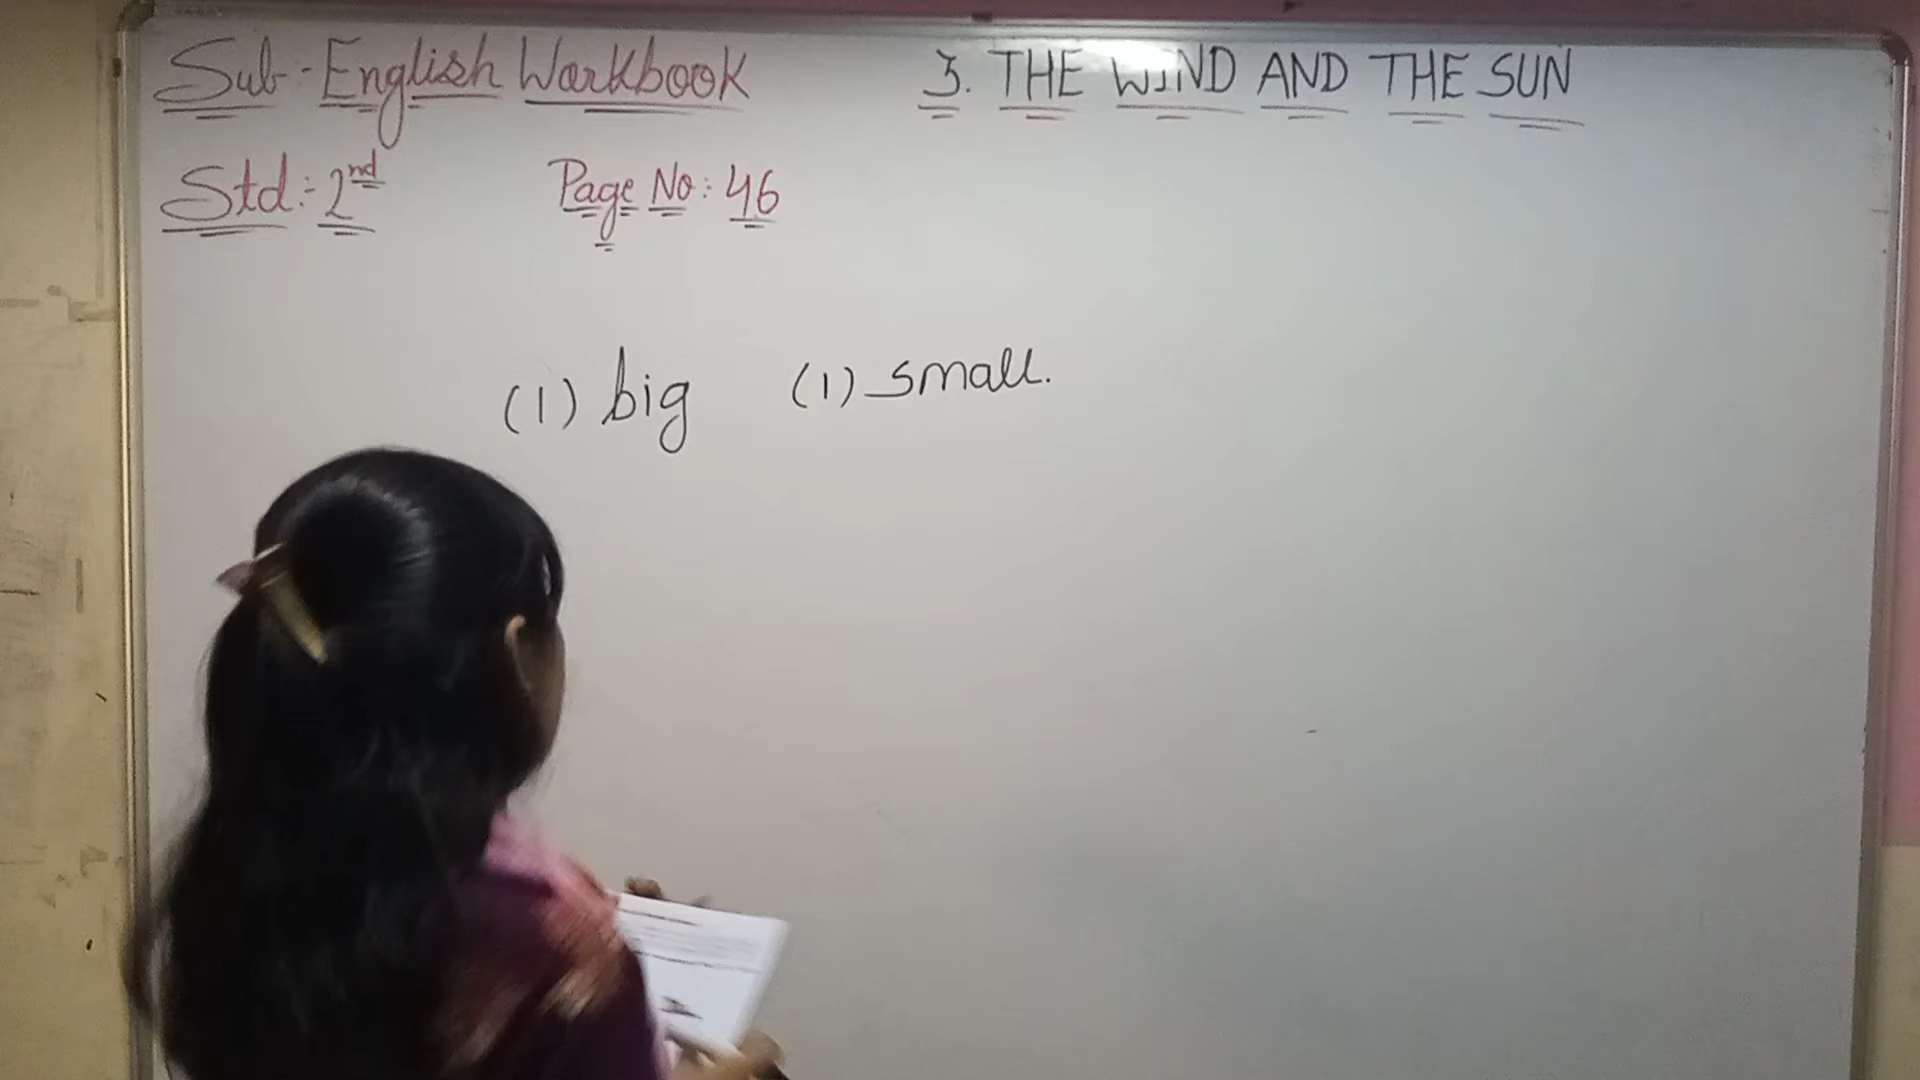 Sub:- English Workbook
3. THE WIND AND THE SUN
Std:- 2nd
Page No: 46
(1) big (1) small.